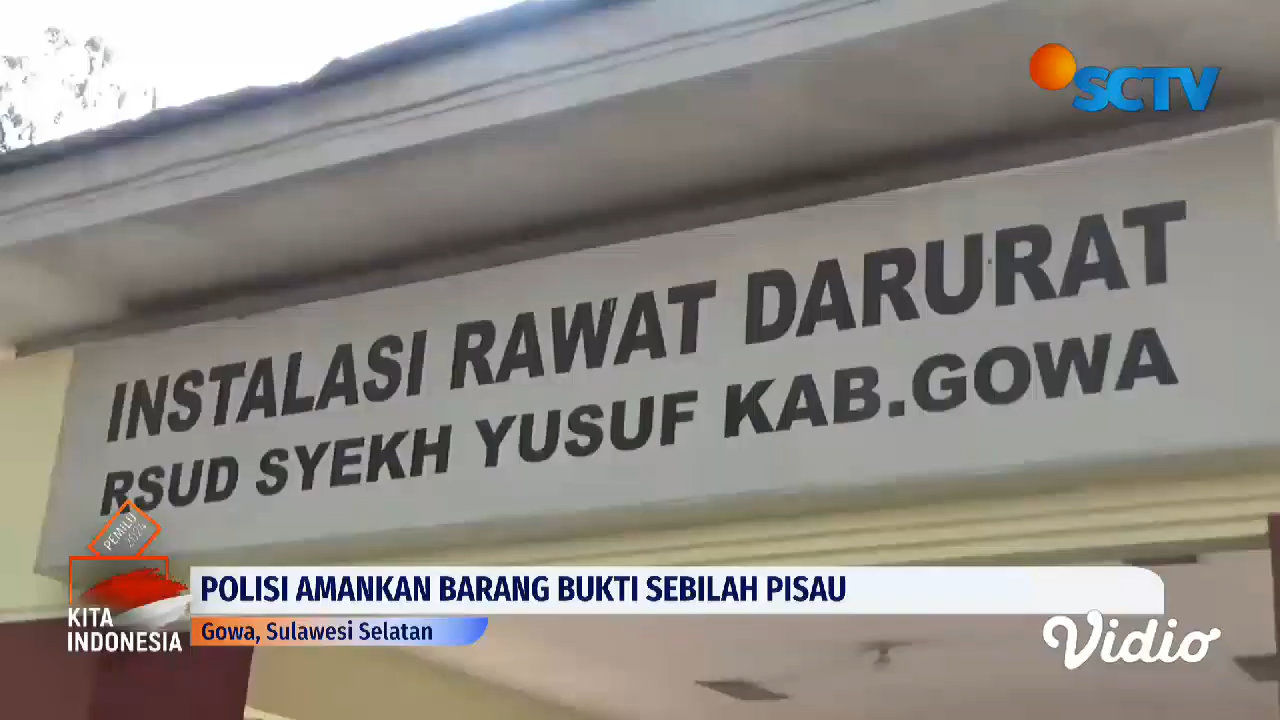 SCTV
INSTALASI RAWAT DARURAT
RSUD SYEKH YUSUF KAB.GOWA
PEMILU
2024
KITA
INDONESIA
POLISI AMANKAN BARANG BUKTI SEBILAH PISAU
Gowa, Sulawesi Selatan
Vidio